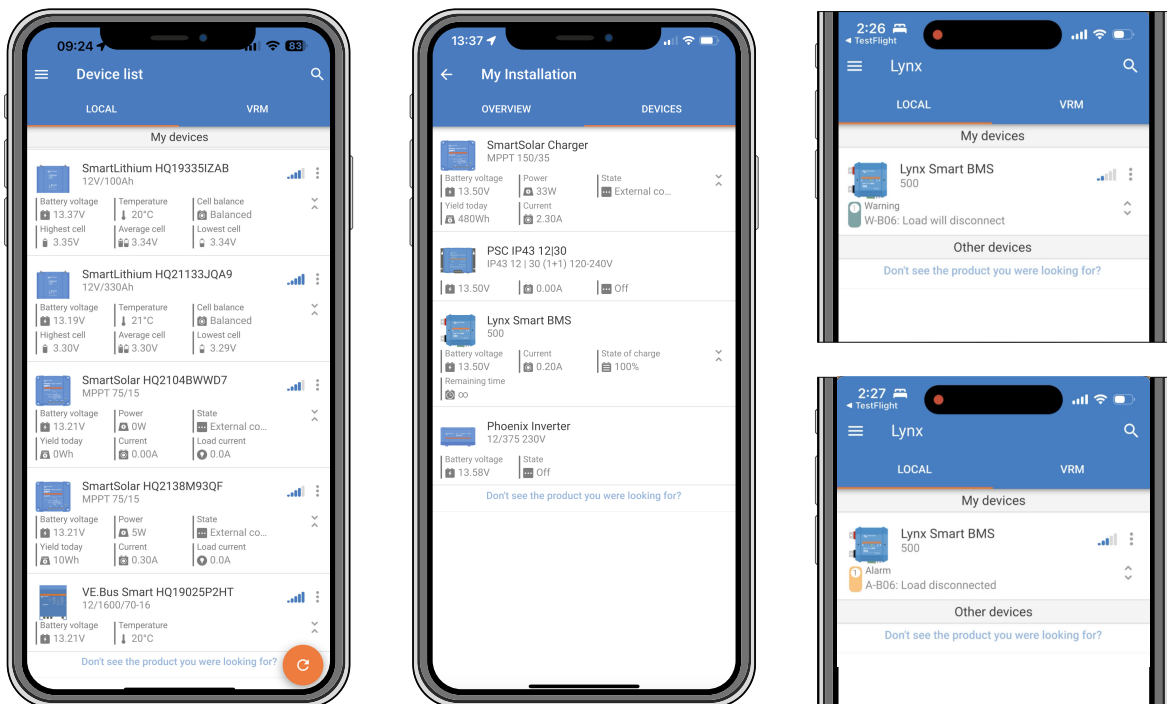 09:24
83
Device list
LOCAL VRM
My devices
SmartLithium HQ19335IZAB
12V/100Ah
Battery voltage Temperature Cell balance
13.37V 20°C Balanced
Highest cell Average cell Lowest cell
3.35V 3.34V 3.34V
SmartLithium HQ21133JQA9
12V/330Ah
Battery voltage Temperature Cell balance
13.19V 21°C Balanced
Highest cell Average cell Lowest cell
3.30V 3.30V 3.29V
SmartSolar HQ2104BWWD7
MPPT 75/15
Battery voltage Power State
13.21V 0W External co...
Yield today Current Load current
0Wh 0.00A 0.0A
SmartSolar HQ2138M93QF
MPPT 75/15
Battery voltage Power State
13.21V 5W External co...
Yield today Current Load current
10Wh 0.30A 0.0A
VE.Bus Smart HQ19025P2HT
12/1600/70-16
Battery voltage Temperature
13.21V 20°C
Don't see the product you were looking for?
13:37
My Installation
OVERVIEW DEVICES
SmartSolar Charger
MPPT 150/35
Battery voltage Power State
13.50V 33W External co...
Yield today Current
480Wh 2.30A
PSC IP43 12|30
IP43 12 | 30 (1+1) 120-240V
13.50V 0.00A Off
Lynx Smart BMS
500
Battery voltage Current State of charge
13.50V 0.20A 100%
Remaining time
∞
Phoenix Inverter
12/375 230V
Battery voltage State
13.58V Off
Don't see the product you were looking for?
2:26
◀ TestFlight
Lynx
LOCAL VRM
My devices
Lynx Smart BMS
500
1 Warning
W-B06: Load will disconnect
Other devices
Don't see the product you were looking for?
2:27
◀ TestFlight
Lynx
LOCAL VRM
My devices
Lynx Smart BMS
500
1 Alarm
A-B06: Load disconnected
Other devices
Don't see the product you were looking for?